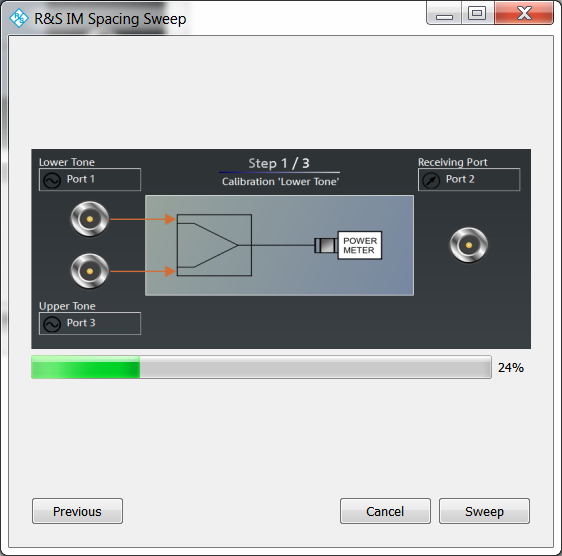 R&S IM Spacing Sweep
Lower Tone
Port 1
Step 1 / 3
Calibration 'Lower Tone'
Receiving Port
Port 2
POWER
METER
Upper Tone
Port 3
24%
Previous
Cancel
Sweep